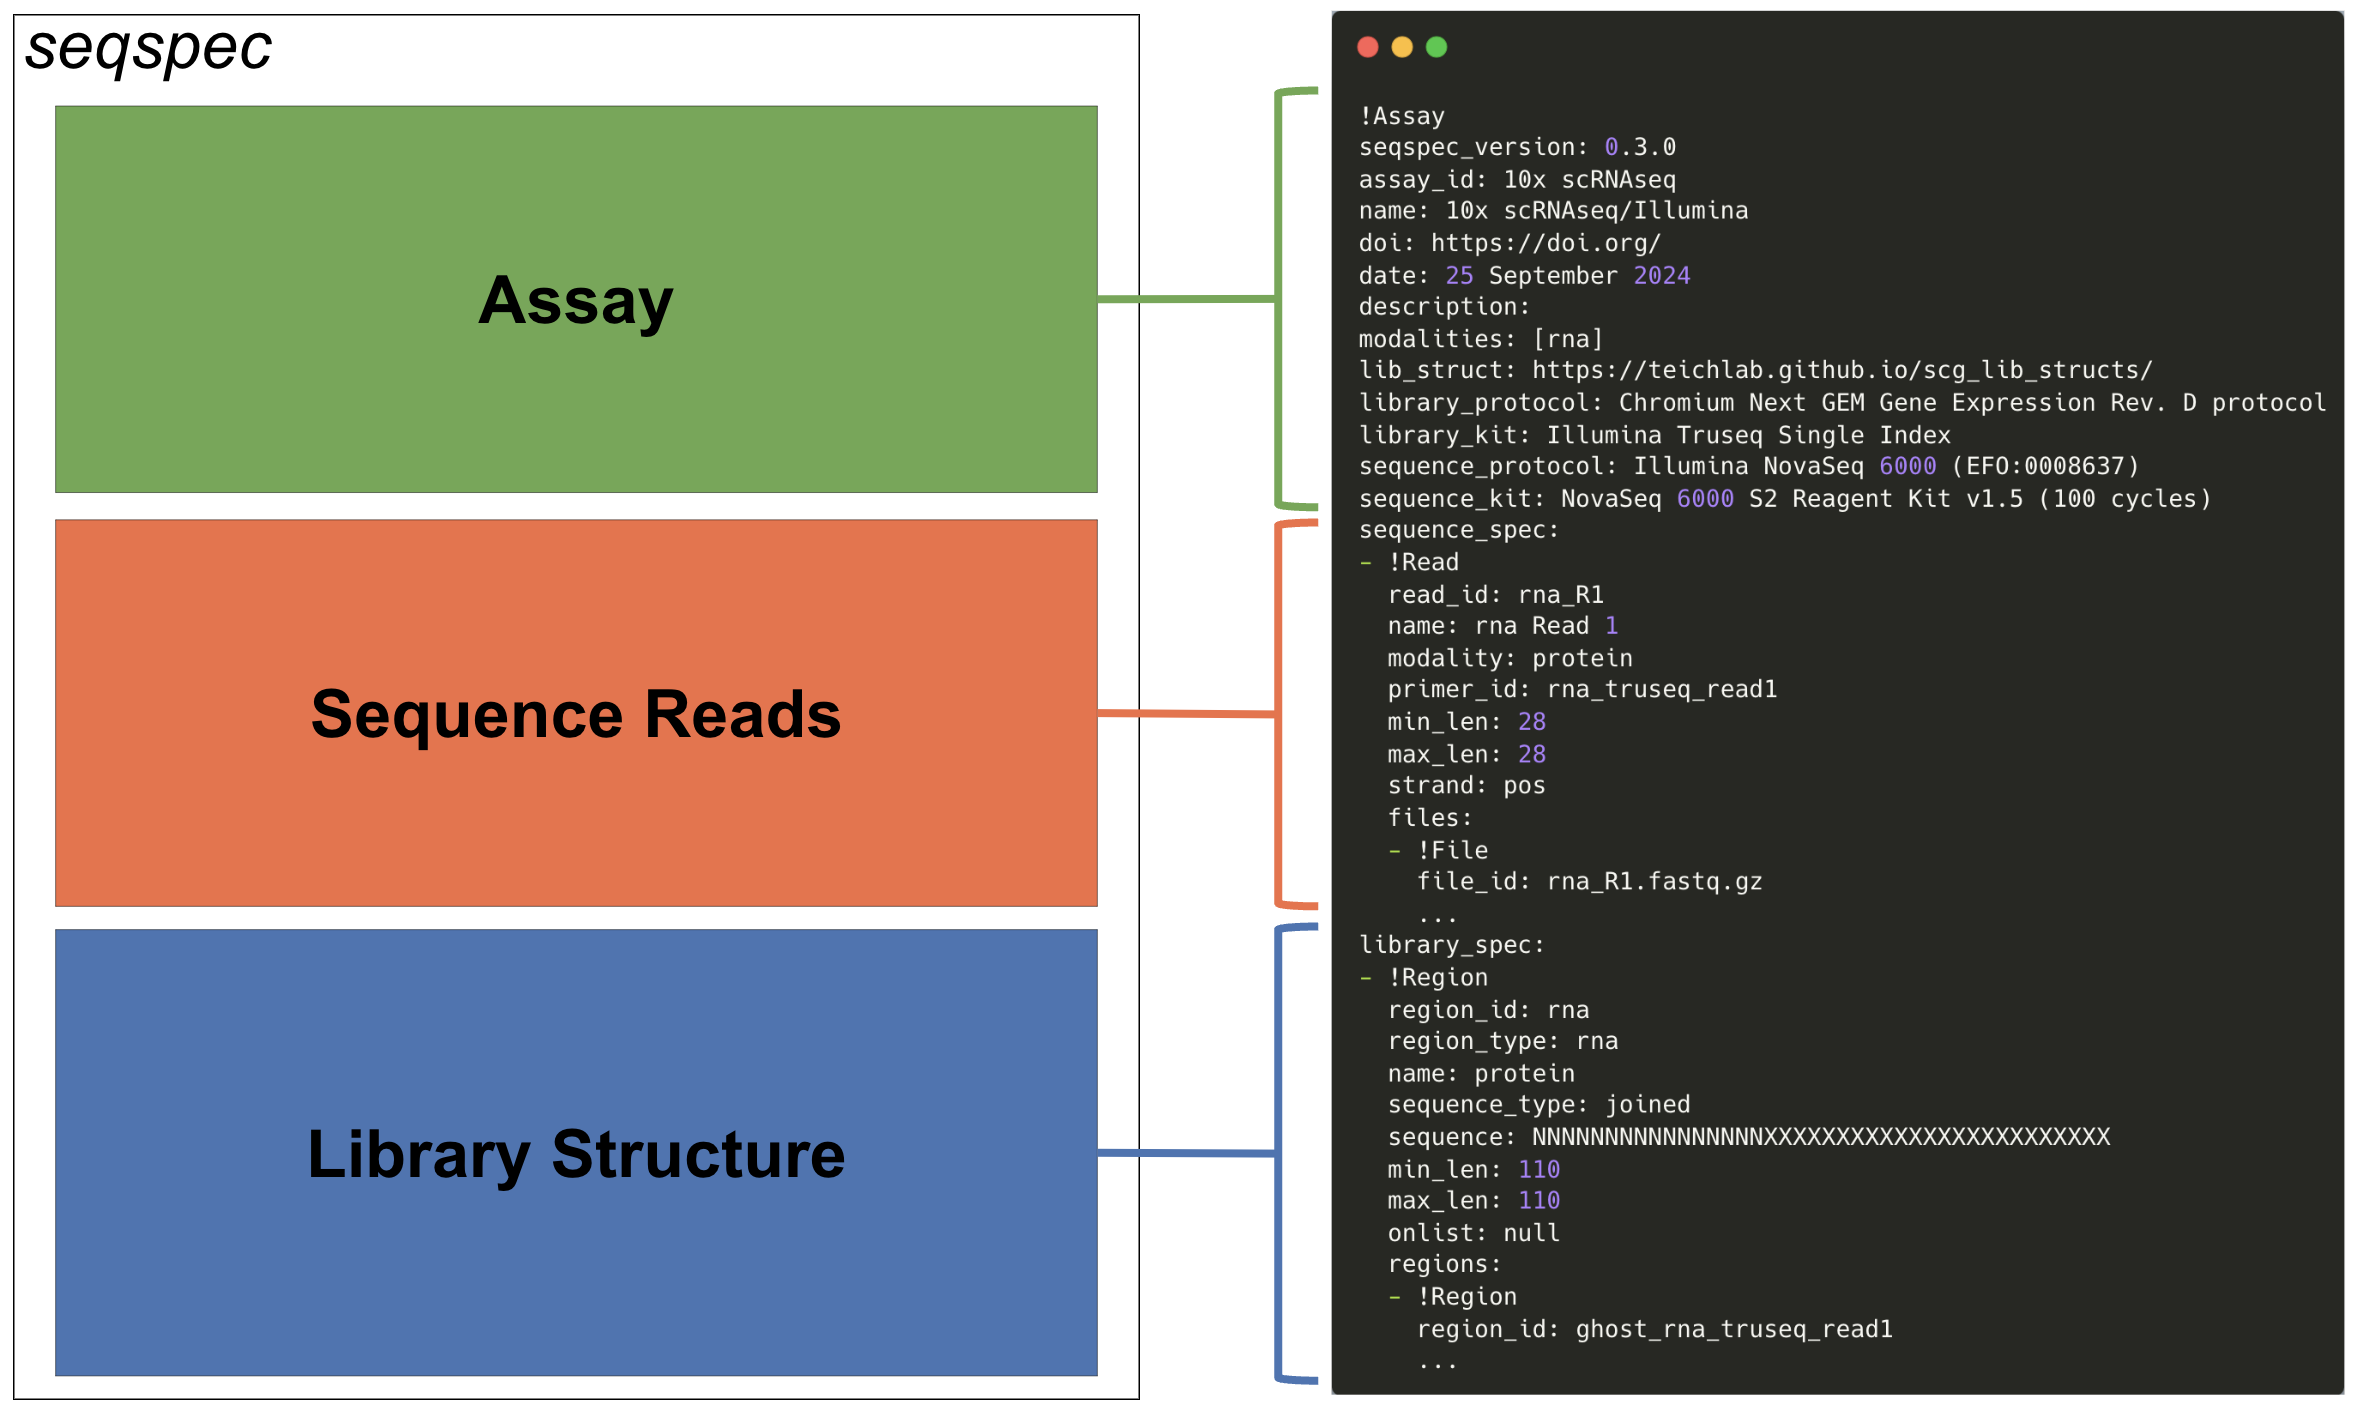 seqspec
Assay
Sequence Reads
Library Structure
!Assay
seqspec_version: 0.3.0
assay_id: 10x scRNAseq
name: 10x scRNAseq/Illumina
doi: https://doi.org/
date: 25 September 2024
description:
modalities: [rna]
lib_struct: https://teichlab.github.io/scg_lib_structs/
library_protocol: Chromium Next GEM Gene Expression Rev. D protocol
library_kit: Illumina Truseq Single Index
sequence_protocol: Illumina NovaSeq 6000 (EFO:0008637)
sequence_kit: NovaSeq 6000 S2 Reagent Kit v1.5 (100 cycles)
sequence_spec:
- !Read
  read_id: rna_R1
  name: rna Read 1
  modality: protein
  primer_id: rna_truseq_read1
  min_len: 28
  max_len: 28
  strand: pos
  files:
  - !File
    file_id: rna_R1.fastq.gz
    ...
library_spec:
- !Region
  region_id: rna
  region_type: rna
  name: protein
  sequence_type: joined
  sequence: NNNNNNNNNNNNNNNNXXXXXXXXXXXXXXXXXXXXXXXX
  min_len: 110
  max_len: 110
  onlist: null
  regions:
  - !Region
    region_id: ghost_rna_truseq_read1
    ...